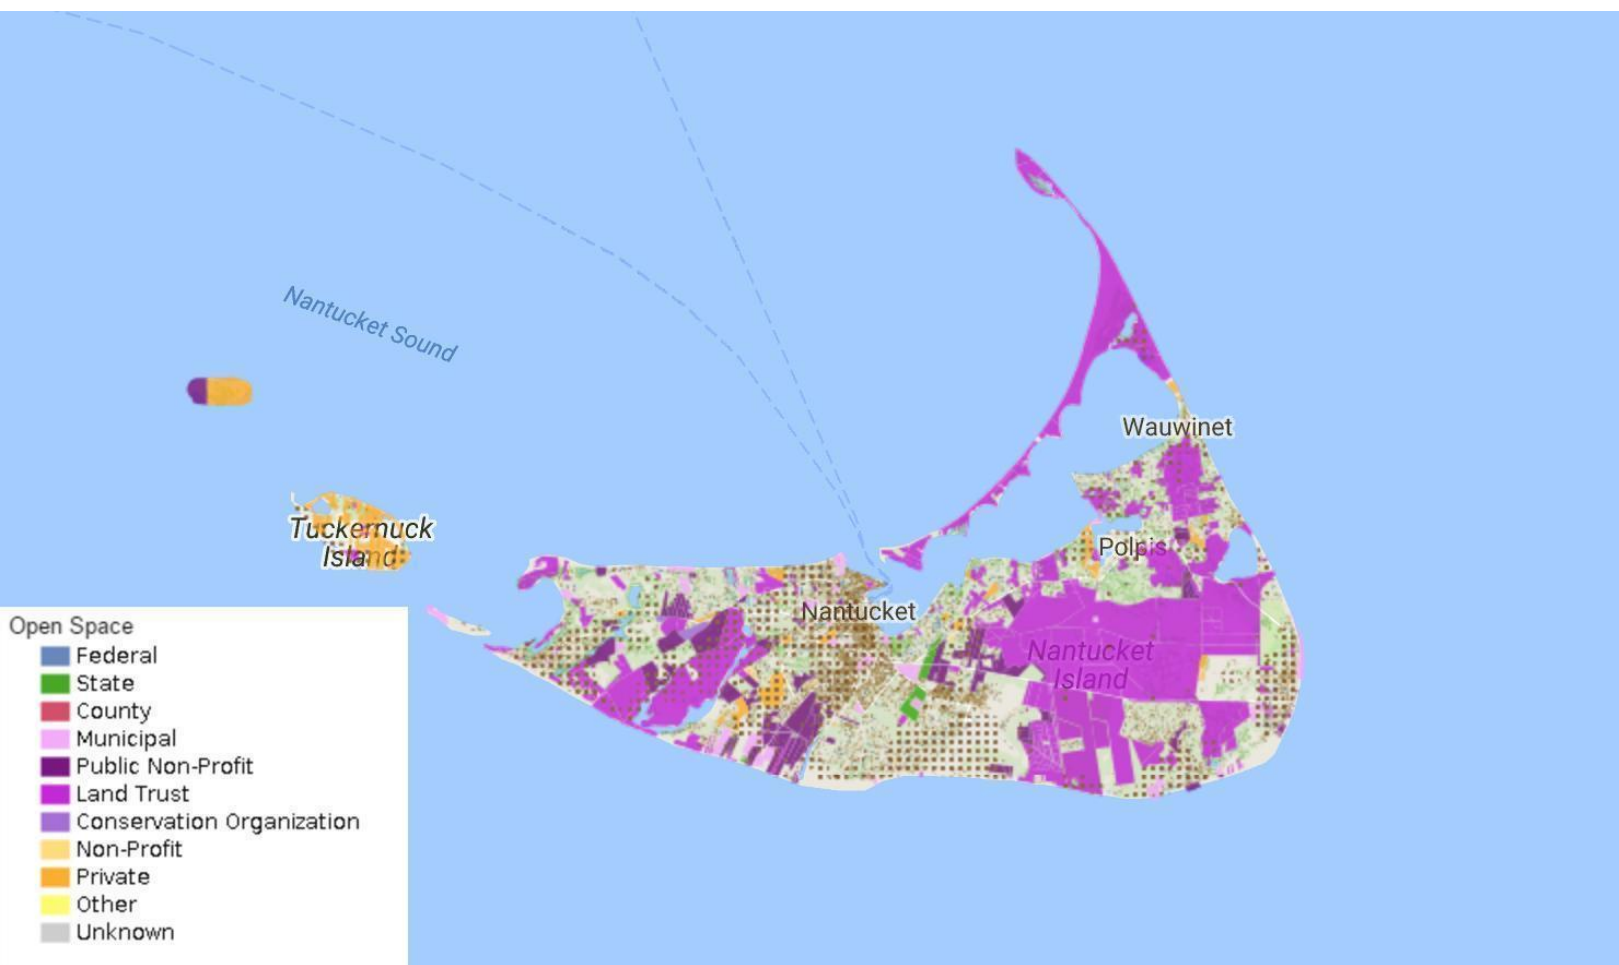 Nantucket Sound
Wauwinet
Tuckernuck
Island
Polpis
Nantucket
Nantucket
Island
Open Space
Federal
State
County
Municipal
Public Non-Profit
Land Trust
Conservation Organization
Non-Profit
Private
Other
Unknown